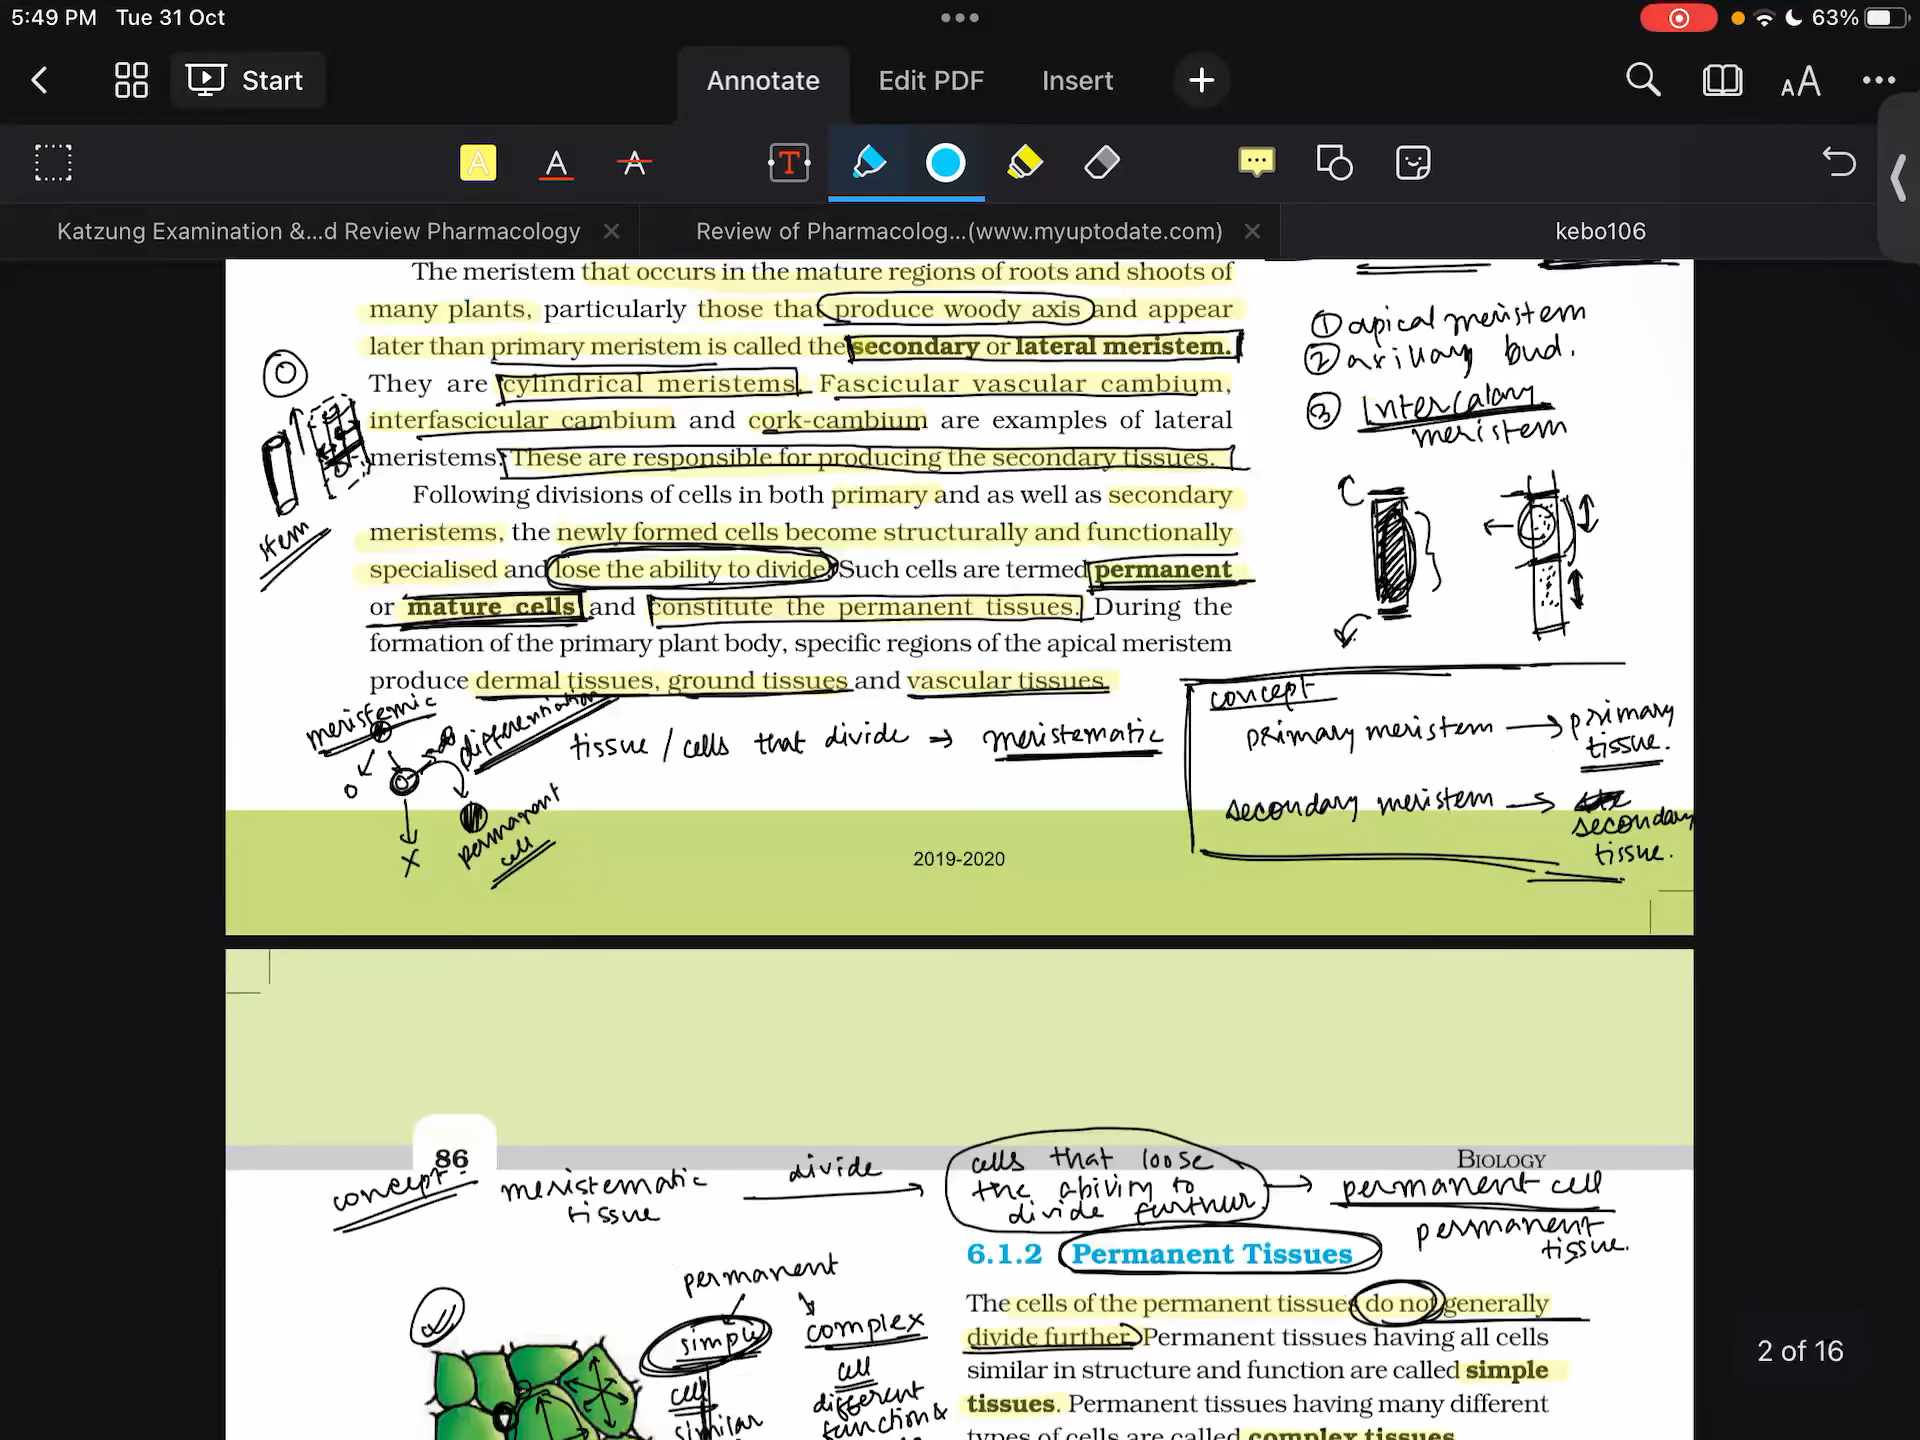 5:49 PM Tue 31 Oct
63%
Start
Annotate
Edit PDF
Insert
AA
A A A T
Katzung Examination &...d Review Pharmacology
Review of Pharmacolog...(www.myuptodate.com)
kebo106
The meristem that occurs in the mature regions of roots and shoots of
many plants, particularly those that produce woody axis and appear
later than primary meristem is called the secondary or lateral meristem.
They are cylindrical meristems. Fascicular vascular cambium,
interfascicular cambium and cork-cambium are examples of lateral
meristems. These are responsible for producing the secondary tissues.
Following divisions of cells in both primary and as well as secondary
meristems, the newly formed cells become structurally and functionally
specialised and lose the ability to divide. Such cells are termed permanent
or mature cells and constitute the permanent tissues. During the
formation of the primary plant body, specific regions of the apical meristem
produce dermal tissues, ground tissues and vascular tissues.
stem
① apical meristem
② axillary bud.
③ Intercalary
meristem
meristemic
differentiation
permanent
cell
tissue / cells that divide ⇒ meristematic
concept
primary meristem → primary
tissue.
secondary meristem →
secondary
tissue.
2019-2020
86
BIOLOGY
concept
meristematic
tissue
divide
cells that loose
the ability to
divide further.
permanent cell
permanent
tissue.
6.1.2 Permanent Tissues
The cells of the permanent tissues do not generally
divide further. Permanent tissues having all cells
similar in structure and function are called simple
tissues. Permanent tissues having many different
types of cells are called complex tissues.
permanent
simple
complex
cell
similar
cell
different
function &
2 of 16